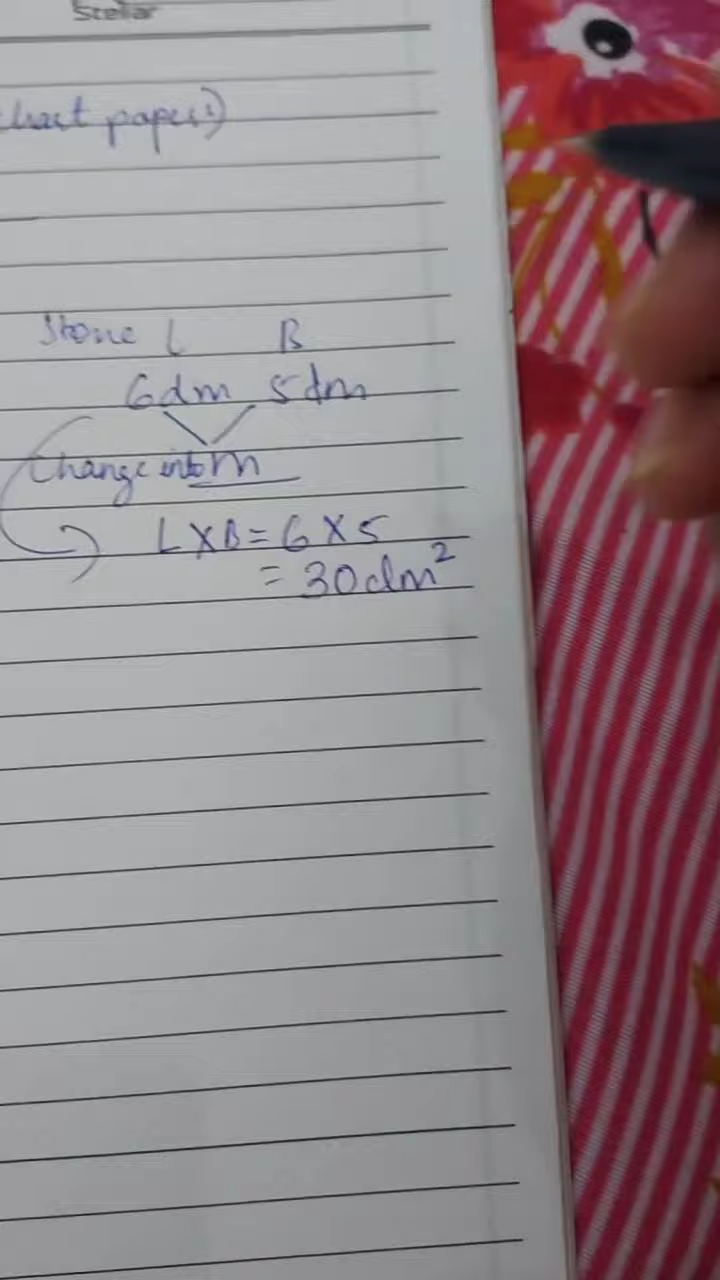 Stellar
Chart paper!)
Stone L B
6dm 5dm
Change into m
L X B = 6 X 5
= 30dm²